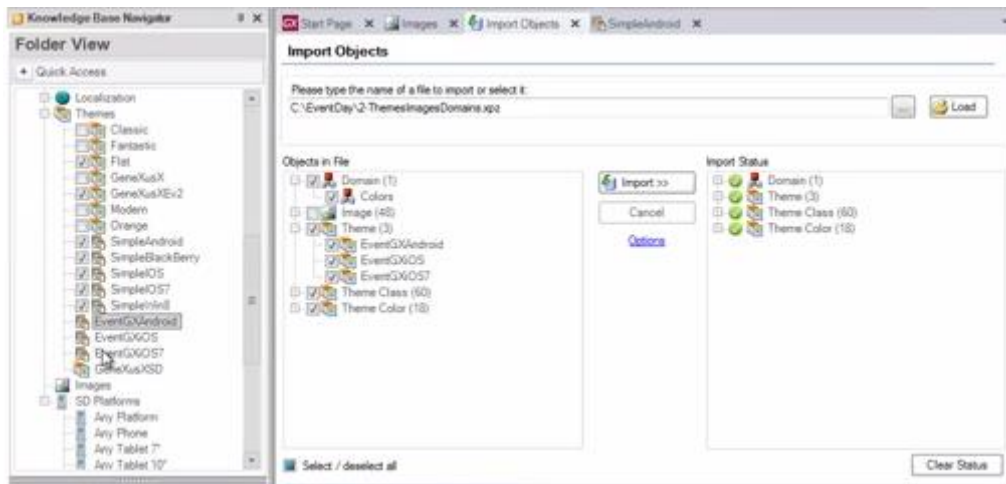 Knowledge Base Navigator
Folder View
Quick Access
Localization
Themes
Classic
Fantastic
Flat
GeneXusX
GeneXusXEv2
Modern
Orange
SimpleAndroid
SimpleBlackBerry
SimpleIOS
SimpleIOS7
EventGXAndroid
EventGXiOS
EventGXiOS7
GeneXusXSD
Images
SD Platforms
Any Platform
Any Phone
Any Tablet 7"
Any Tablet 10"
Start Page Images Import Objects SimpleAndroid
Import Objects
Please type the name of a file to import or select it:
C:\EventDay\2-ThemesImagesDomains.xpz ... Load
Objects in File
Domain (1)
Colors
Image (48)
Theme (3)
EventGXAndroid
EventGXiOS
EventGXiOS7
Theme Class (60)
Theme Color (18)
Import >>
Cancel
Options
Import Status
Domain (1)
Theme (3)
Theme Class (60)
Theme Color (18)
Select / deselect all
Clear Status